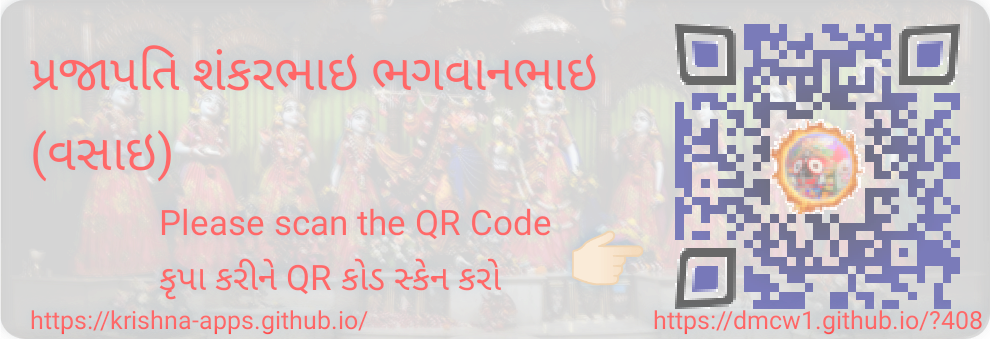 પ્રજાપતિ શંકરભાઇ ભગવાનભાઇ
(વસાઇ)
Please scan the QR Code
કૃપા કરીને QR કોડ સ્કેન કરો
https://krishna-apps.github.io/
https://dmcw1.github.io/?408